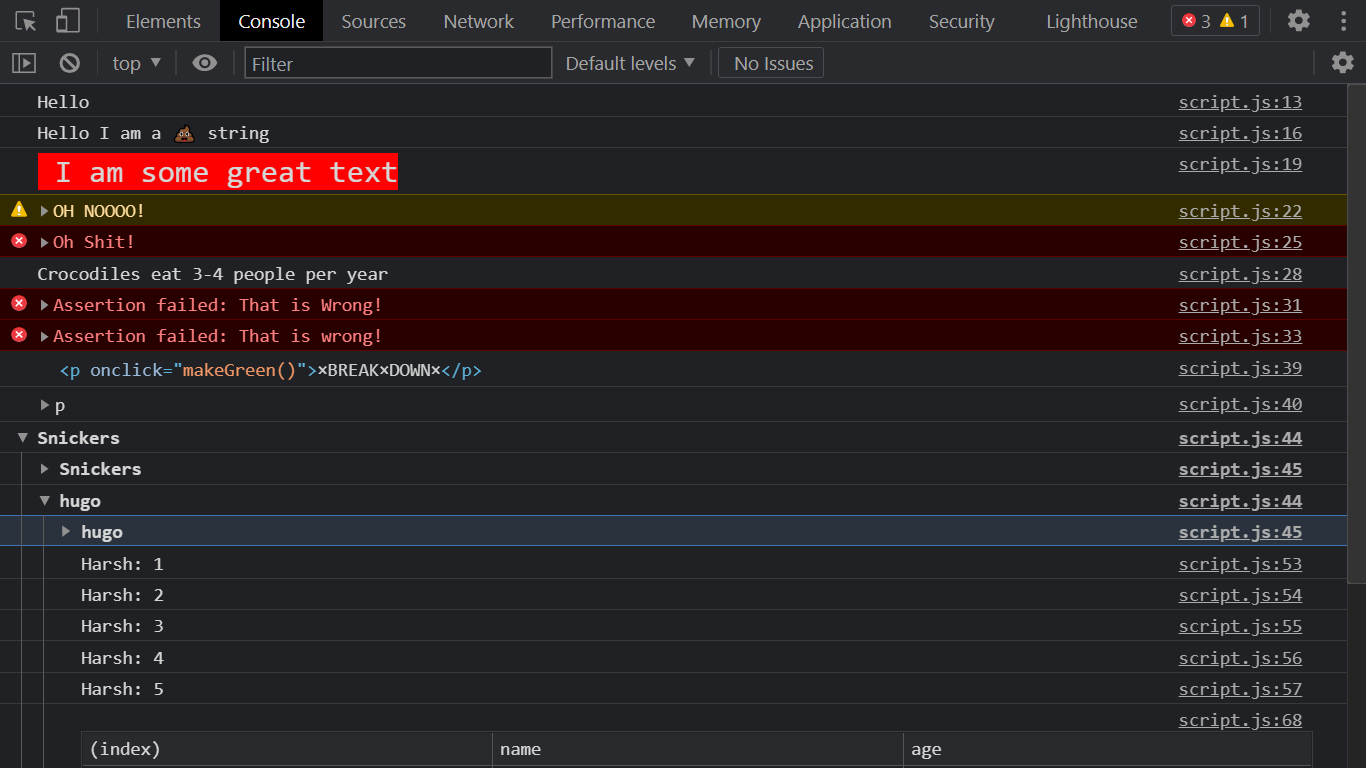 Elements Console Sources Network Performance Memory Application Security Lighthouse 3 1
top Filter Default levels No Issues
Hello script.js:13
Hello I am a 💩 string script.js:16
I am some great text script.js:19
OH NOOOO! script.js:22
Oh Shit! script.js:25
Crocodiles eat 3-4 people per year script.js:28
Assertion failed: That is Wrong! script.js:31
Assertion failed: That is wrong! script.js:33
<p onclick="makeGreen()">×BREAK×DOWN×</p> script.js:39
p script.js:40
Snickers script.js:44
Snickers script.js:45
hugo script.js:44
hugo script.js:45
Harsh: 1 script.js:53
Harsh: 2 script.js:54
Harsh: 3 script.js:55
Harsh: 4 script.js:56
Harsh: 5 script.js:57
script.js:68
(index) name age